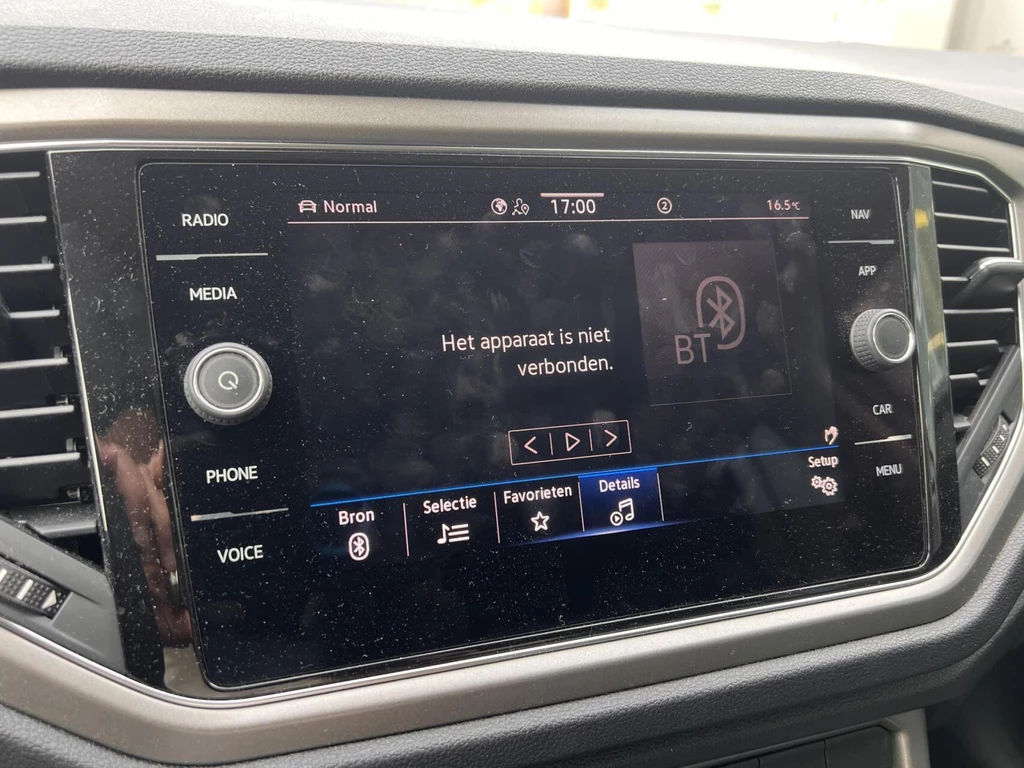 RADIO
MEDIA
PHONE
VOICE
Normal
17:00
2
16.5°C
Het apparaat is niet
verbonden.
BT
Bron
Selectie
Favorieten
Details
Setup
NAV
APP
CAR
MENU